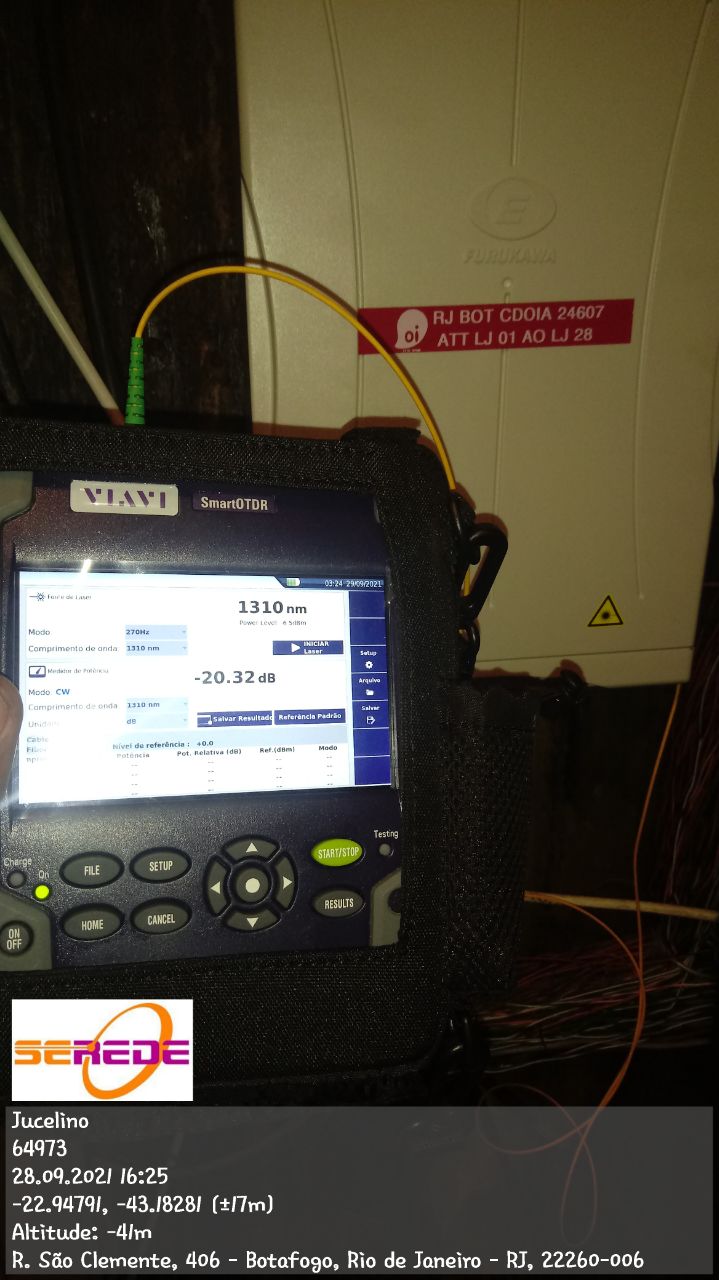 FURUKAWA
oi
RJ BOT CDOIA 24607
ATT LJ 01 AO LJ 28
VIAVI
SmartOTDR
03:24 29/09/2021
Fonte de Laser
1310 nm
Modo
270Hz
Comprimento de onda
1310 nm
INICIAR
Laser
Setup
Medidor de Potência
-20.32 dB
Modo CW
Arquivo
Comprimento de onda
1310 nm
Salvar Resultado
Referência Padrão
Salvar
dB
Nível de referência : +0.0
Potência Pot. Relativa (dB) Ref.(dBm) Modo
Testing
START/STOP
Charge
On
FILE
SETUP
HOME
CANCEL
RESULTS
ON
OFF
SEREDE
Jucelino
64973
28.09.2021 16:25
-22.94791, -43.18281 (±17m)
Altitude: -41m
R. São Clemente, 406 - Botafogo, Rio de Janeiro - RJ, 22260-006